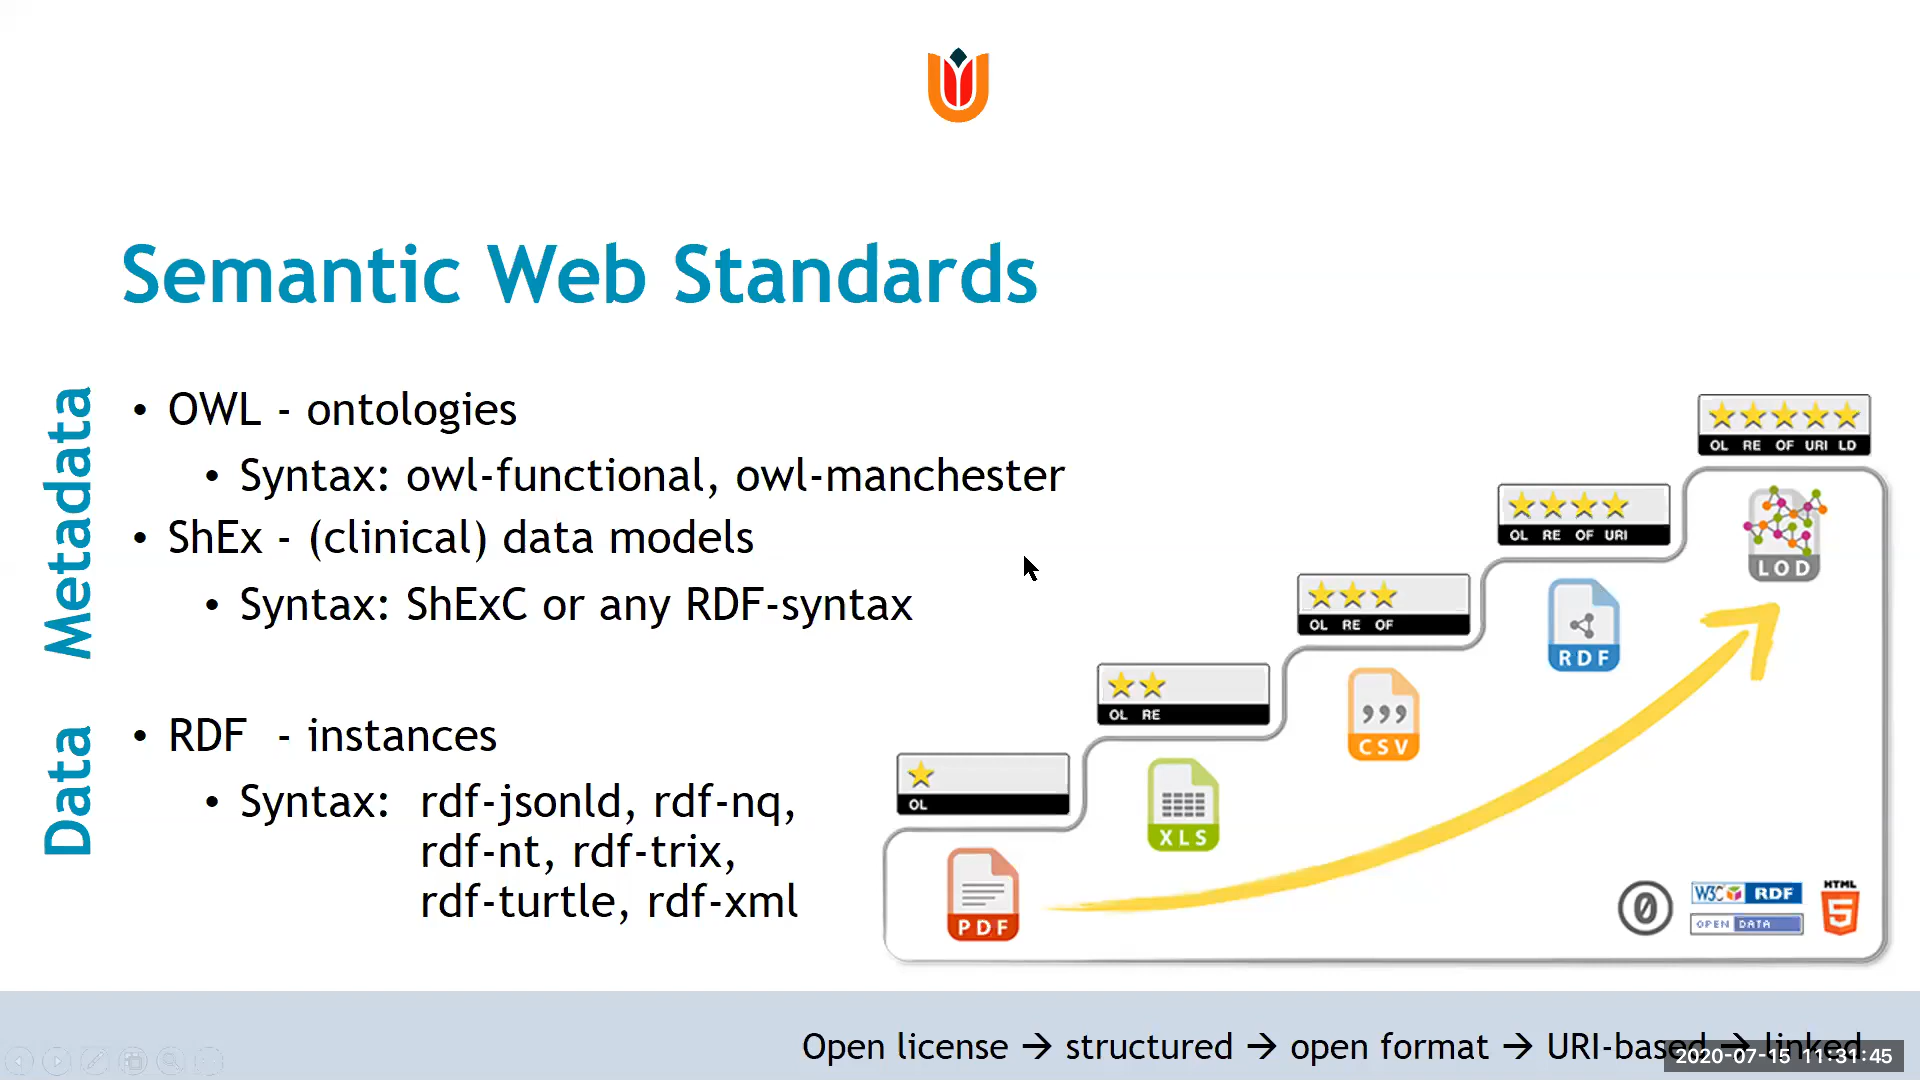 Semantic Web Standards
Metadata
• OWL - ontologies
• Syntax: owl-functional, owl-manchester
• ShEx - (clinical) data models
• Syntax: ShExC or any RDF-syntax
Data
• RDF - instances
• Syntax: rdf-jsonld, rdf-nq,
rdf-nt, rdf-trix,
rdf-turtle, rdf-xml
OL
PDF
OL RE
XLS
OL RE OF
,,,
CSV
OL RE OF URI
RDF
OL RE OF URI LD
LOD
0
W3C RDF
OPEN DATA
HTML
5
Open license → structured → open format → URI-based → linked
2020-07-15 11:31:45